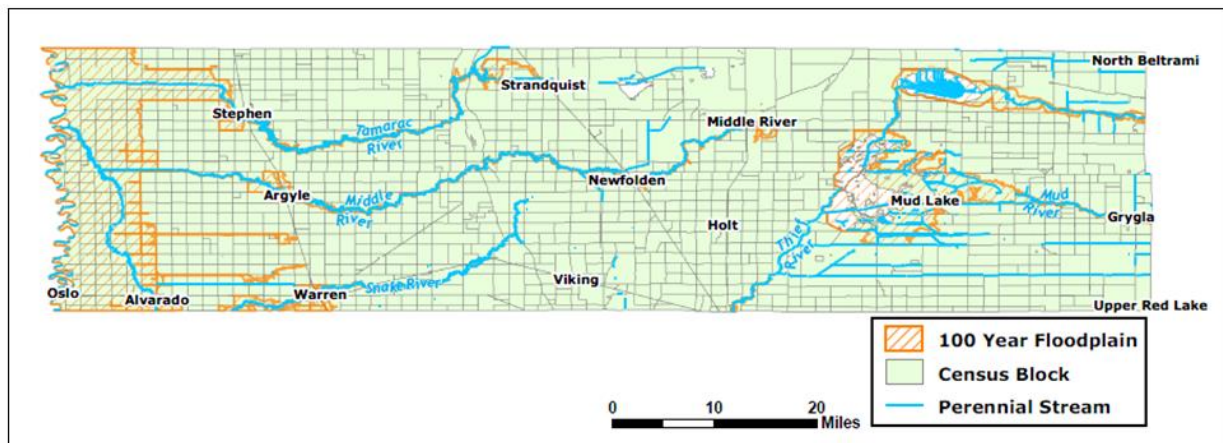 North Beltrami
Strandquist
Stephen
Tamarac
River
Middle River
Newfolden
Argyle
Middle
River
Mud Lake
Mud
River
Grygla
Holt
Thief
River
Viking
Oslo
Alvarado
Warren
Snake River
Upper Red Lake
100 Year Floodplain
Census Block
Perennial Stream
0 10 20
Miles